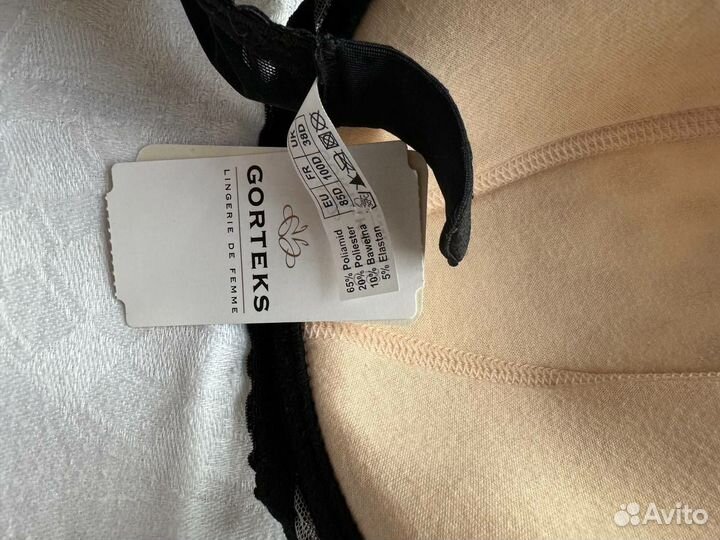 GORTEKS
LINGERIE DE FEMME
EU FR UK
85D 100D 38D
65% Poliamid
20% Poliester
10% Bawełna
5% Elastan
Avito